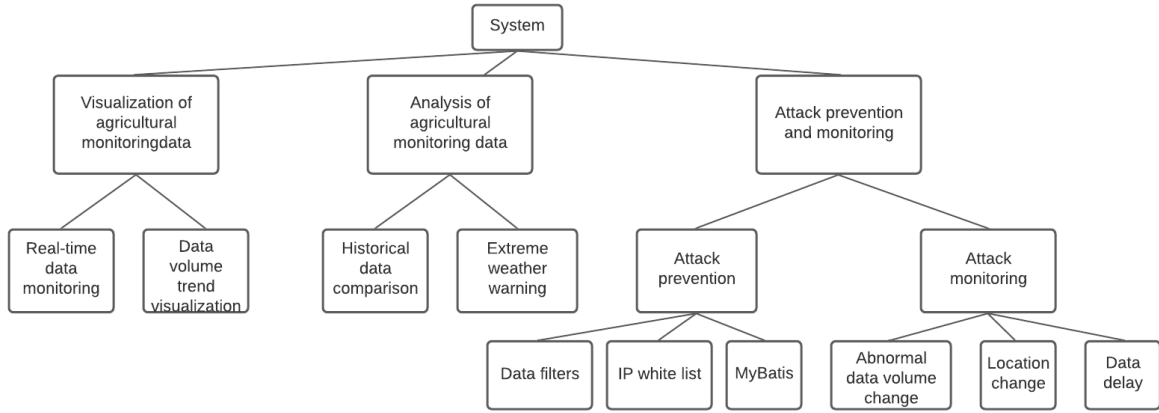 System
Visualization of
agricultural
monitoringdata
Analysis of
agricultural
monitoring data
Attack prevention
and monitoring
Real-time
data
monitoring
Data
volume
trend
visualization
Historical
data
comparison
Extreme
weather
warning
Attack
prevention
Attack
monitoring
Data filters
IP white list
MyBatis
Abnormal
data volume
change
Location
change
Data
delay